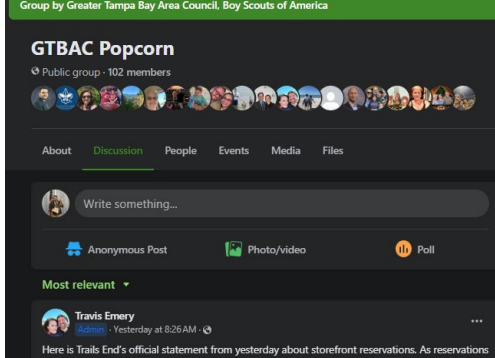 Group by Greater Tampa Bay Area Council, Boy Scouts of America
GTBAC Popcorn
Public group · 102 members
About Discussion People Events Media Files
Write something...
Anonymous Post Photo/video Poll
Most relevant
Travis Emery
Admin · Yesterday at 8:26 AM ·
Here is Trails End's official statement from yesterday about storefront reservations. As reservations